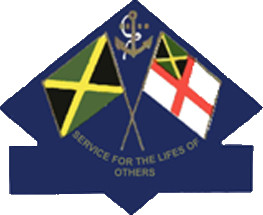 SERVICE FOR THE LIFES OF
OTHERS